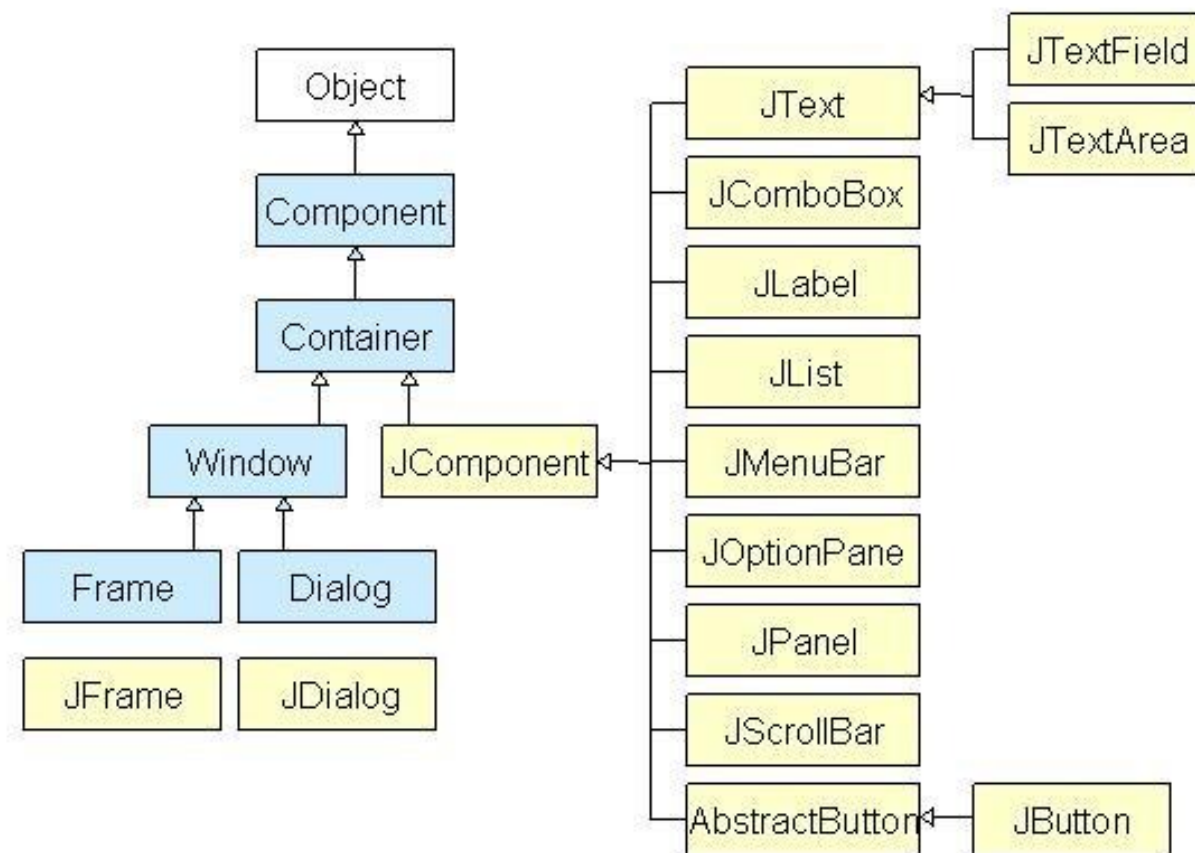 Object
Component
Container
Window
JComponent
Frame
Dialog
JFrame
JDialog
JText
JComboBox
JLabel
JList
JMenuBar
JOptionPane
JPanel
JScrollBar
AbstractButton
JTextField
JTextArea
JButton